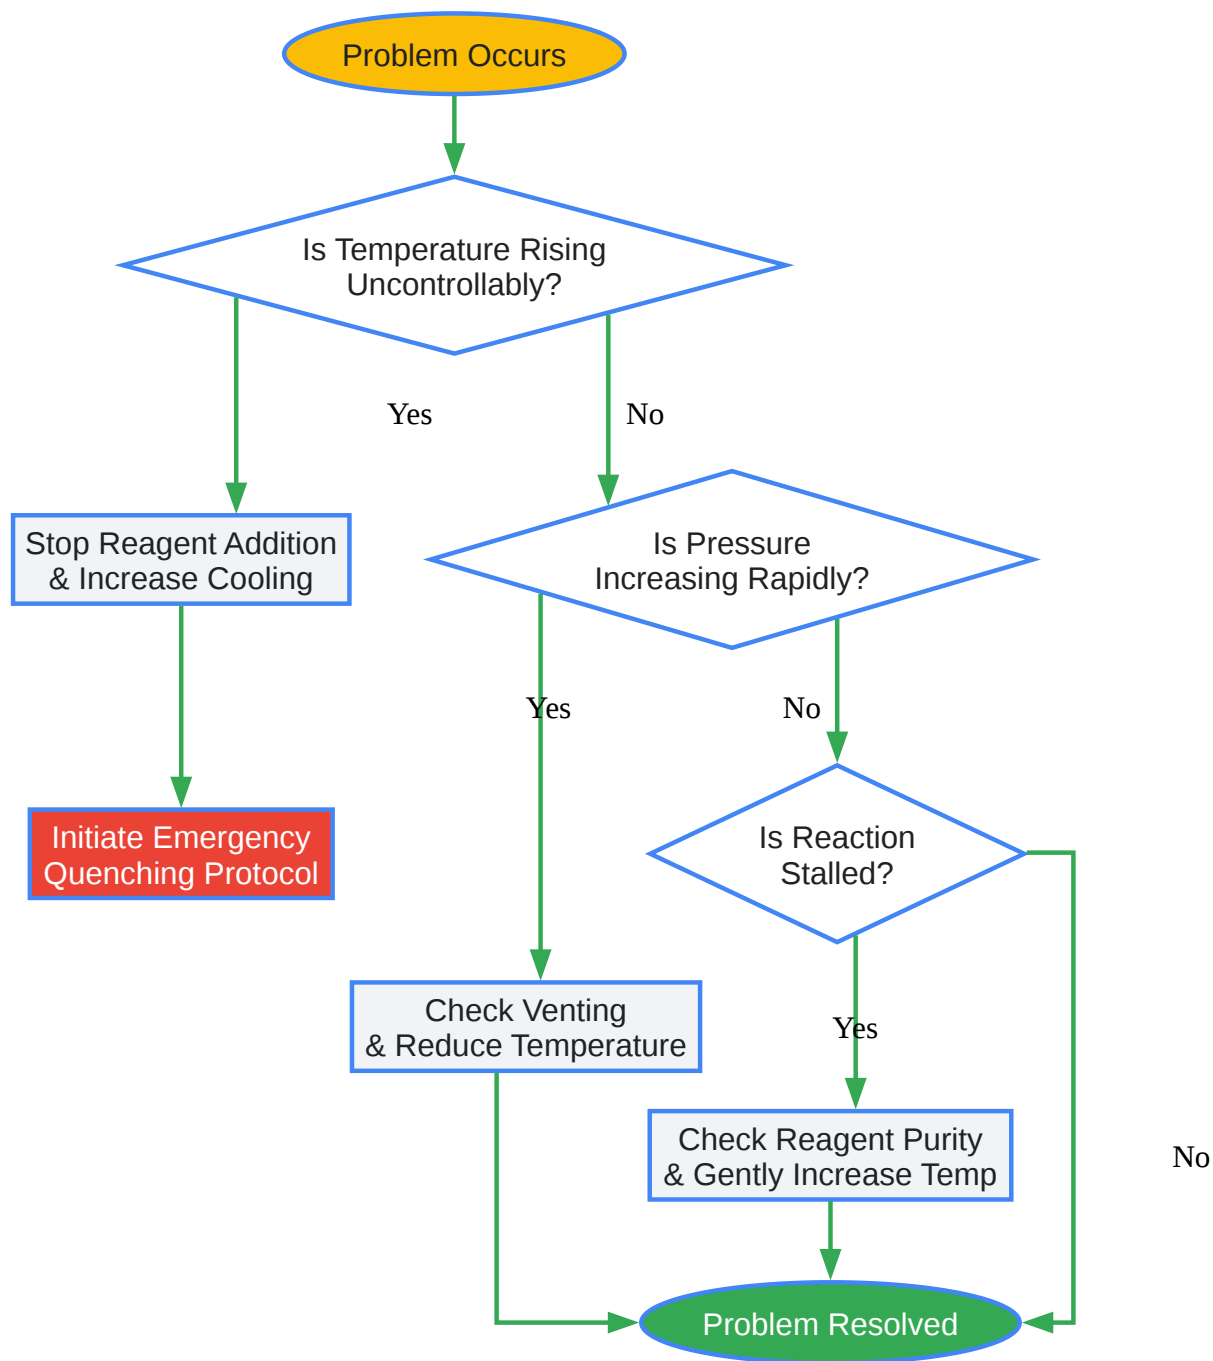 Problem Occurs
Is Temperature Rising
Uncontrollably?
Yes
No
Stop Reagent Addition
& Increase Cooling
Is Pressure
Increasing Rapidly?
Yes
No
Initiate Emergency
Quenching Protocol
Is Reaction
Stalled?
Check Venting
& Reduce Temperature
Yes
Check Reagent Purity
& Gently Increase Temp
No
Problem Resolved